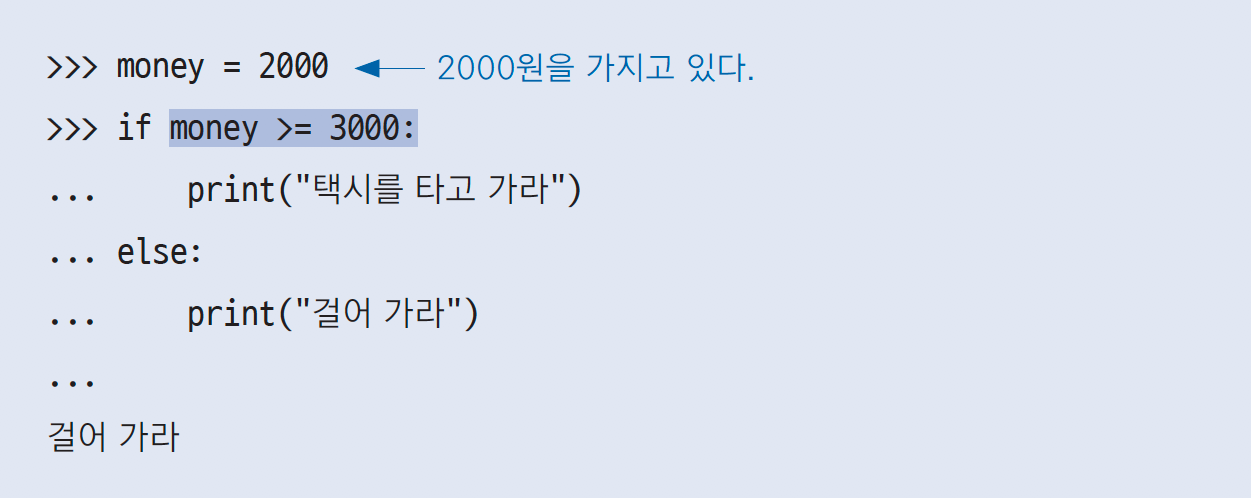 >>> money = 2000 2000원을 가지고 있다.
>>> if money >= 3000:
...     print("택시를 타고 가라")
... else:
...     print("걸어 가라")
...
걸어 가라